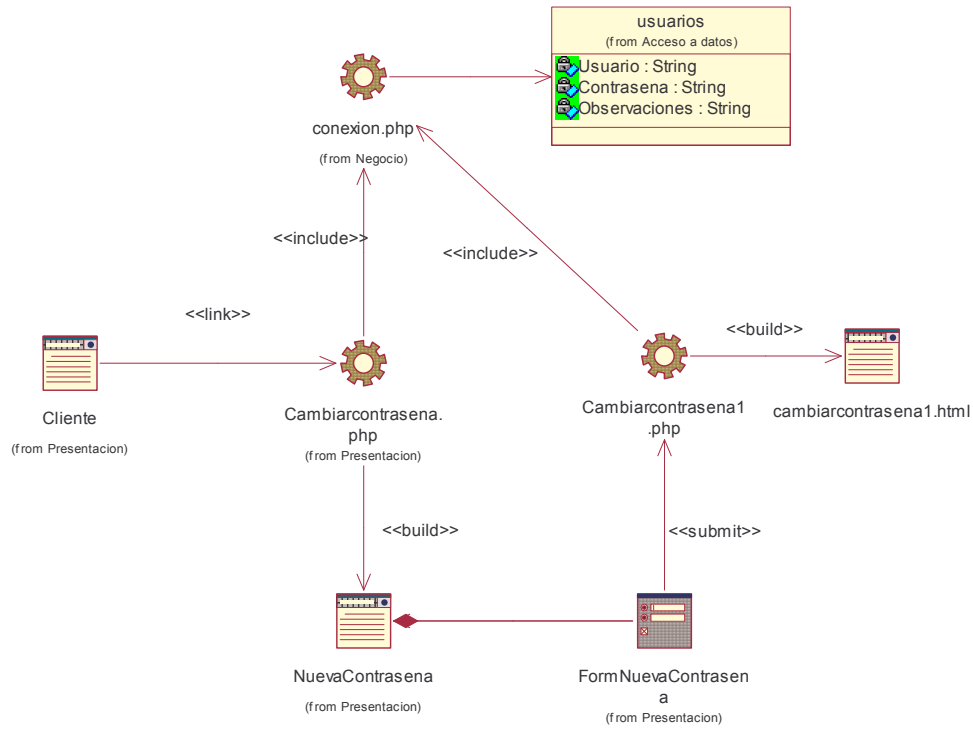 usuarios
(from Acceso a datos)
Usuario : String
Contrasena : String
Observaciones : String
conexion.php
(from Negocio)
<<include>>
<<include>>
<<link>>
<<build>>
Cliente
(from Presentacion)
Cambiarcontrasena.
php
(from Presentacion)
Cambiarcontrasena1
.php
cambiarcontrasena1.html
<<build>>
<<submit>>
NuevaContrasena
(from Presentacion)
FormNuevaContrasen
a
(from Presentacion)